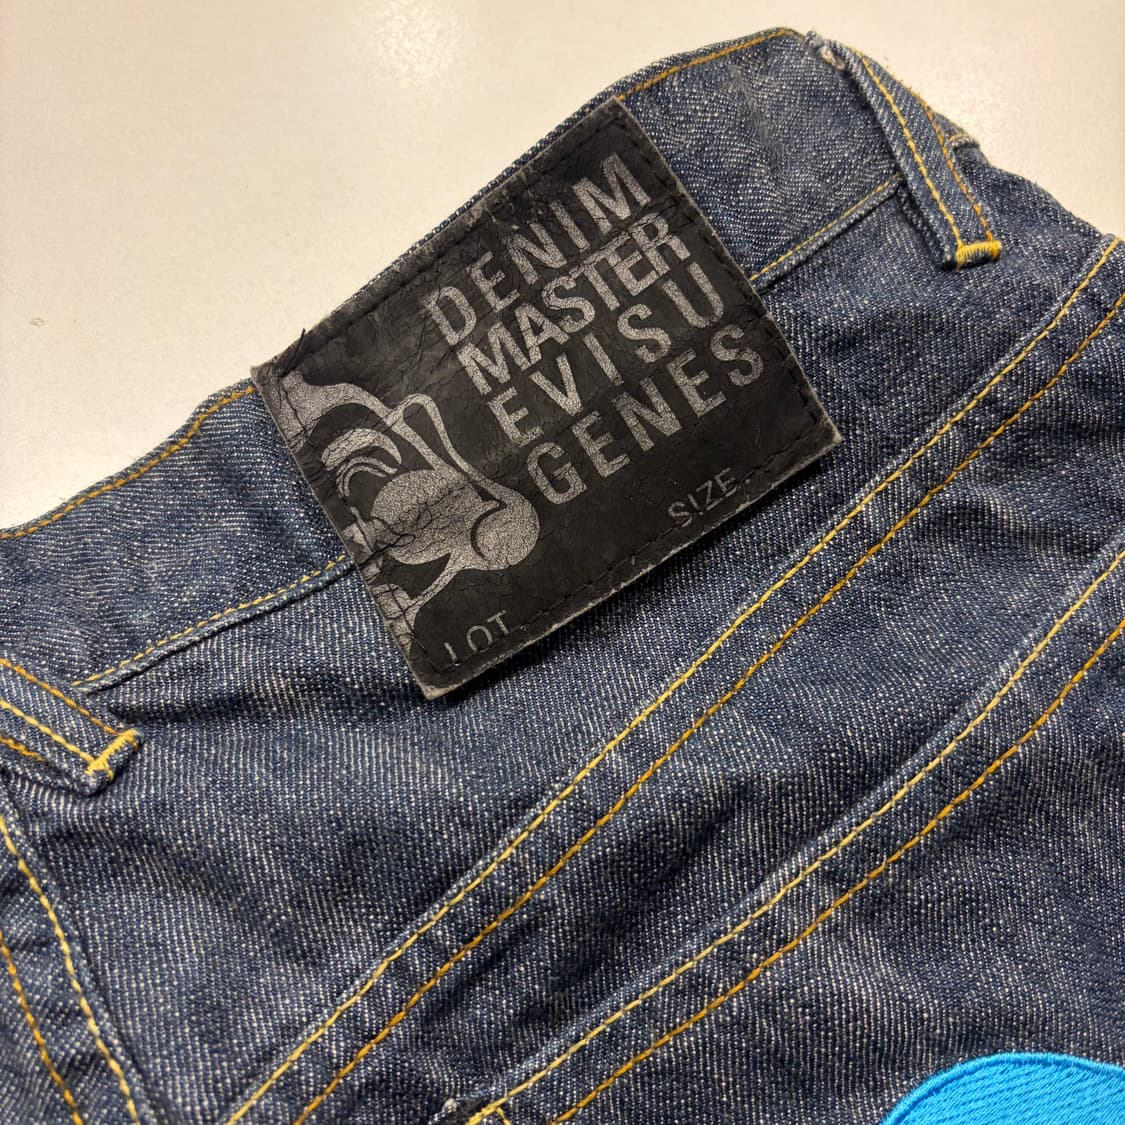 DENIM
MASTER
EVISU
GENES
SIZE.
LOT.